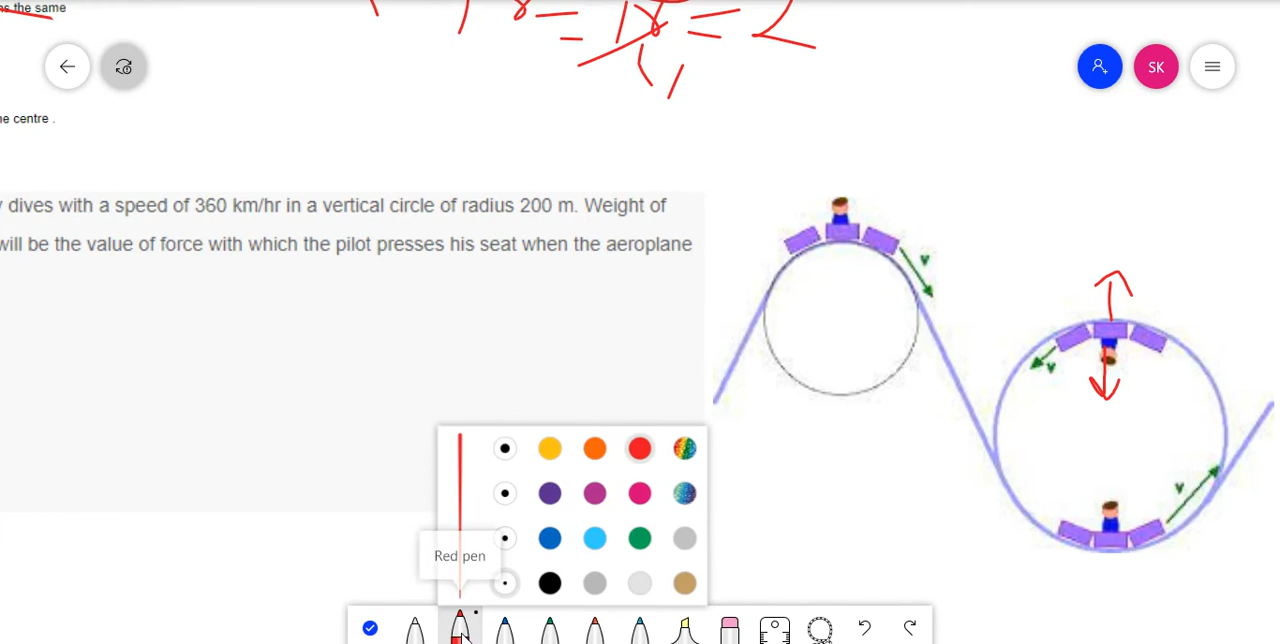 the same
= 18 = 2
SK
he centre .
dives with a speed of 360 km/hr in a vertical circle of radius 200 m. Weight of
will be the value of force with which the pilot presses his seat when the aeroplane
v
v
v
Red pen